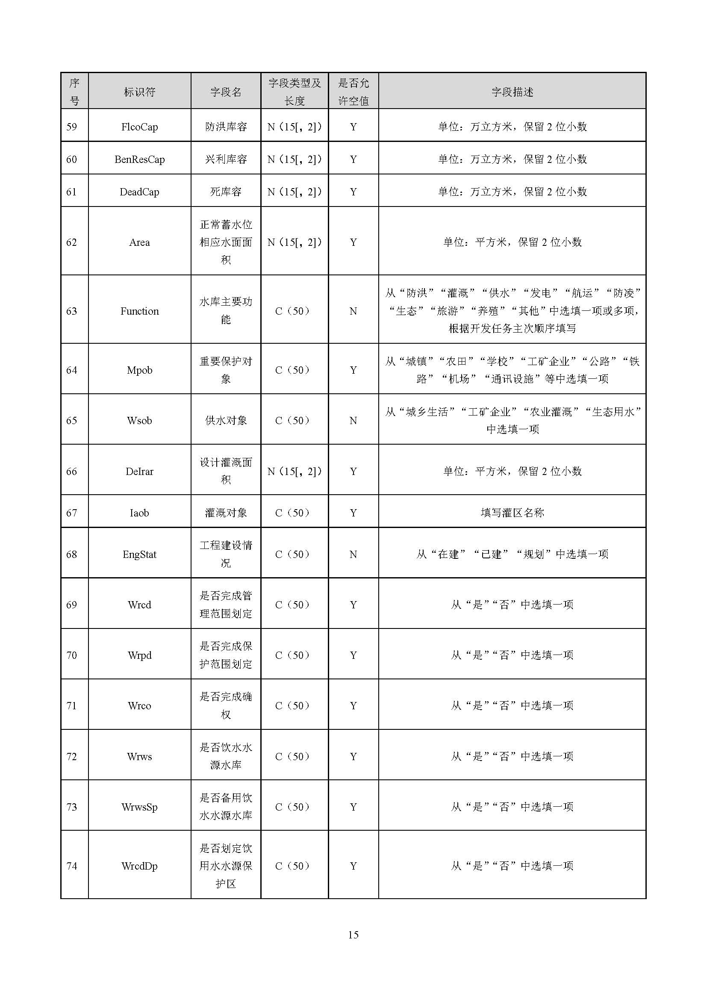 序号 标识符 字段名 字段类型及长度 是否允许空值 字段描述
59 FlcoCap 防洪库容 N（15[，2]） Y 单位：万立方米，保留 2 位小数
60 BenResCap 兴利库容 N（15[，2]） Y 单位：万立方米，保留 2 位小数
61 DeadCap 死库容 N（15[，2]） Y 单位：万立方米，保留 2 位小数
62 Area 正常蓄水位相应水面面积 N（15[，2]） Y 单位：平方米，保留 2 位小数
63 Function 水库主要功能 C（50） N 从“防洪”“灌溉”“供水”“发电”“航运”“防凌”“生态”“旅游”“养殖”“其他”中选填一项或多项，根据开发任务主次顺序填写
64 Mpob 重要保护对象 C（50） Y 从“城镇”“农田”“学校”“工矿企业”“公路”“铁路”“机场”“通讯设施”等中选填一项
65 Wsob 供水对象 C（50） N 从“城乡生活”“工矿企业”“农业灌溉”“生态用水”中选填一项
66 DeIrar 设计灌溉面积 N（15[，2]） Y 单位：平方米，保留 2 位小数
67 Iaob 灌溉对象 C（50） Y 填写灌区名称
68 EngStat 工程建设情况 C（50） N 从“在建”“已建”“规划”中选填一项
69 Wrcd 是否完成管理范围划定 C（50） Y 从“是”“否”中选填一项
70 Wrpd 是否完成保护范围划定 C（50） Y 从“是”“否”中选填一项
71 Wrco 是否完成确权 C（50） Y 从“是”“否”中选填一项
72 Wrws 是否饮水水源水库 C（50） Y 从“是”“否”中选填一项
73 WrwsSp 是否备用饮水水源水库 C（50） Y 从“是”“否”中选填一项
74 WrcdDp 是否划定饮用水水源保护区 C（50） Y 从“是”“否”中选填一项
15